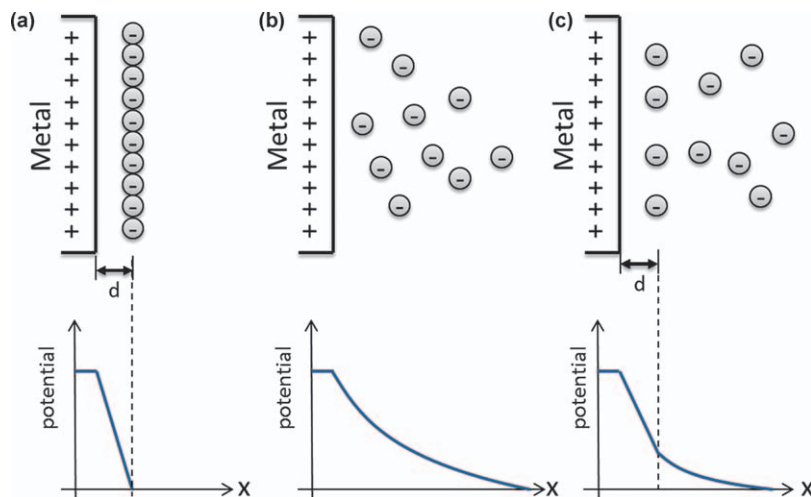 (a)
Metal
d
potential
X
(b)
Metal
potential
X
(c)
Metal
d
potential
X